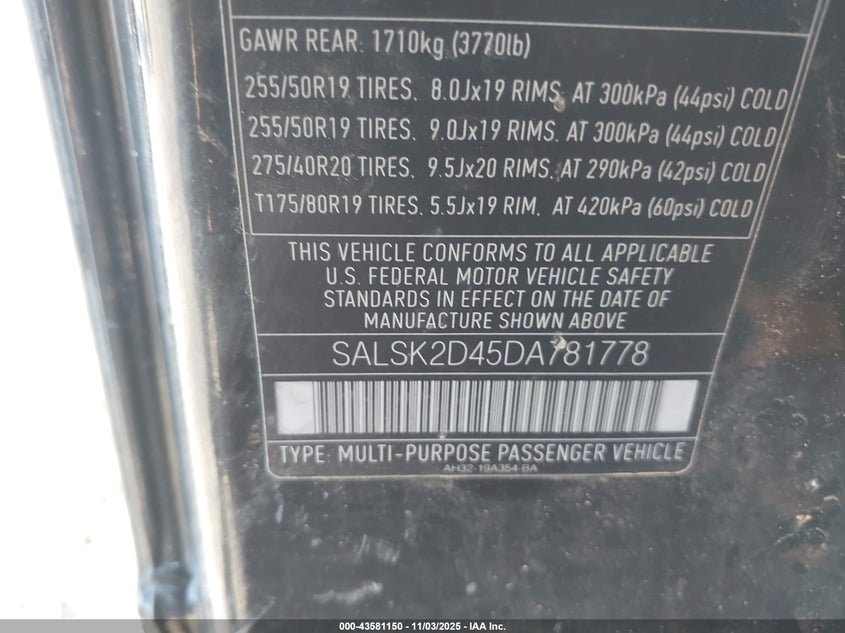 GAWR REAR: 1710kg (3770lb)
255/50R19 TIRES, 8.0Jx19 RIMS, AT 300kPa (44psi) COLD
255/50R19 TIRES, 9.0Jx19 RIMS, AT 300kPa (44psi) COLD
275/40R20 TIRES, 9.5Jx20 RIMS, AT 290kPa (42psi) COLD
T175/80R19 TIRES, 5.5Jx19 RIM, AT 420kPa (60psi) COLD
THIS VEHICLE CONFORMS TO ALL APPLICABLE
U.S. FEDERAL MOTOR VEHICLE SAFETY
STANDARDS IN EFFECT ON THE DATE OF
MANUFACTURE SHOWN ABOVE
SALSK2D45DA781778
TYPE: MULTI-PURPOSE PASSENGER VEHICLE
AH32-19A354-BA
000-43581150 - 11/03/2025 - IAA Inc.